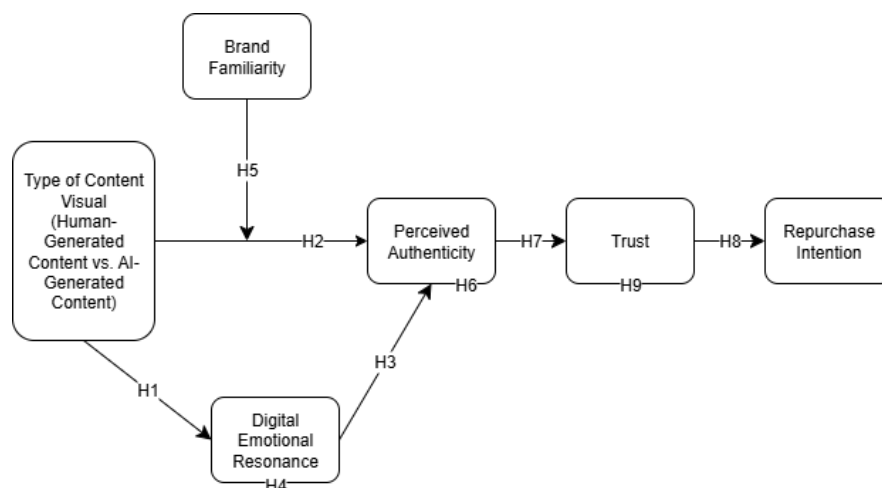 Brand
Familiarity
H5
Type of Content
Visual
(Human-
Generated
Content vs. AI-
Generated
Content)
H2
Perceived
Authenticity
H6
H7
Trust
H9
H8
Repurchase
Intention
H1
H3
Digital
Emotional
Resonance
H4